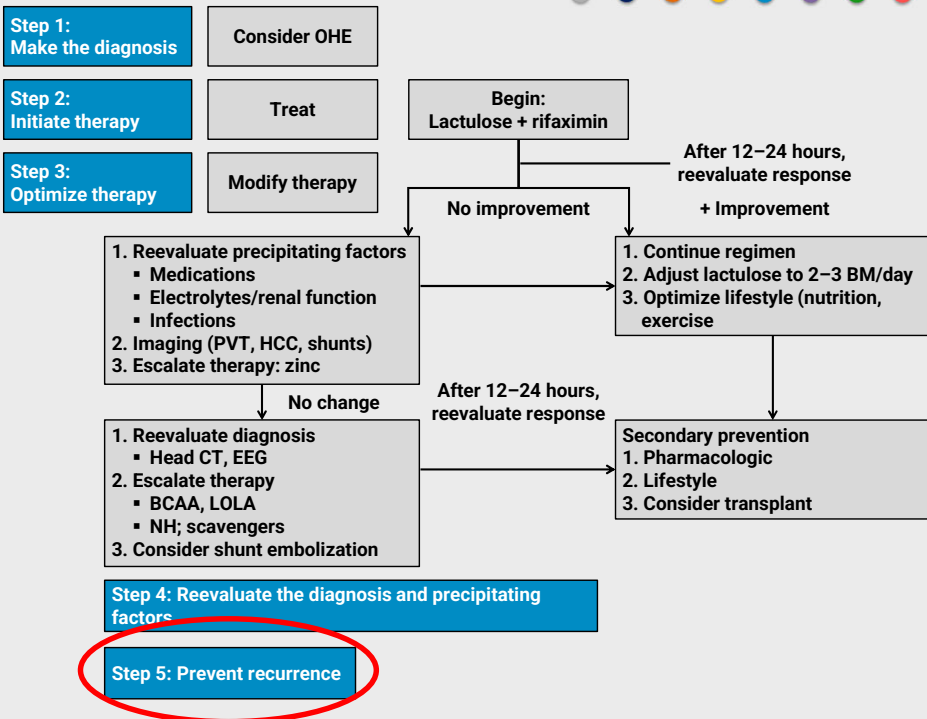 Step 1:
Make the diagnosis
Consider OHE
Step 2:
Initiate therapy
Treat
Begin:
Lactulose + rifaximin
Step 3:
Optimize therapy
Modify therapy
After 12–24 hours,
reevaluate response
No improvement
+ Improvement
1. Reevaluate precipitating factors
▪ Medications
▪ Electrolytes/renal function
▪ Infections
2. Imaging (PVT, HCC, shunts)
3. Escalate therapy: zinc
1. Continue regimen
2. Adjust lactulose to 2–3 BM/day
3. Optimize lifestyle (nutrition,
exercise
No change
After 12–24 hours,
reevaluate response
1. Reevaluate diagnosis
▪ Head CT, EEG
2. Escalate therapy
▪ BCAA, LOLA
▪ NH; scavengers
3. Consider shunt embolization
Secondary prevention
1. Pharmacologic
2. Lifestyle
3. Consider transplant
Step 4: Reevaluate the diagnosis and precipitating
factors
Step 5: Prevent recurrence